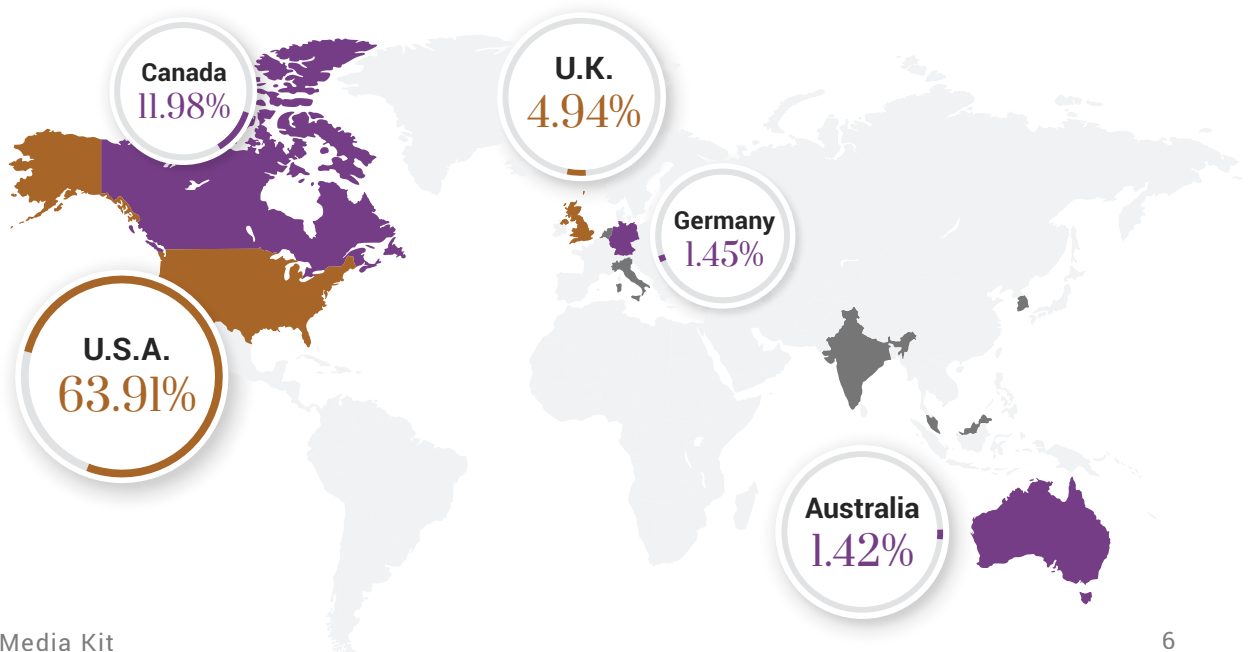 Canada
11.98%
U.K.
4.94%
Germany
1.45%
U.S.A.
63.91%
Australia
1.42%
Media Kit
6